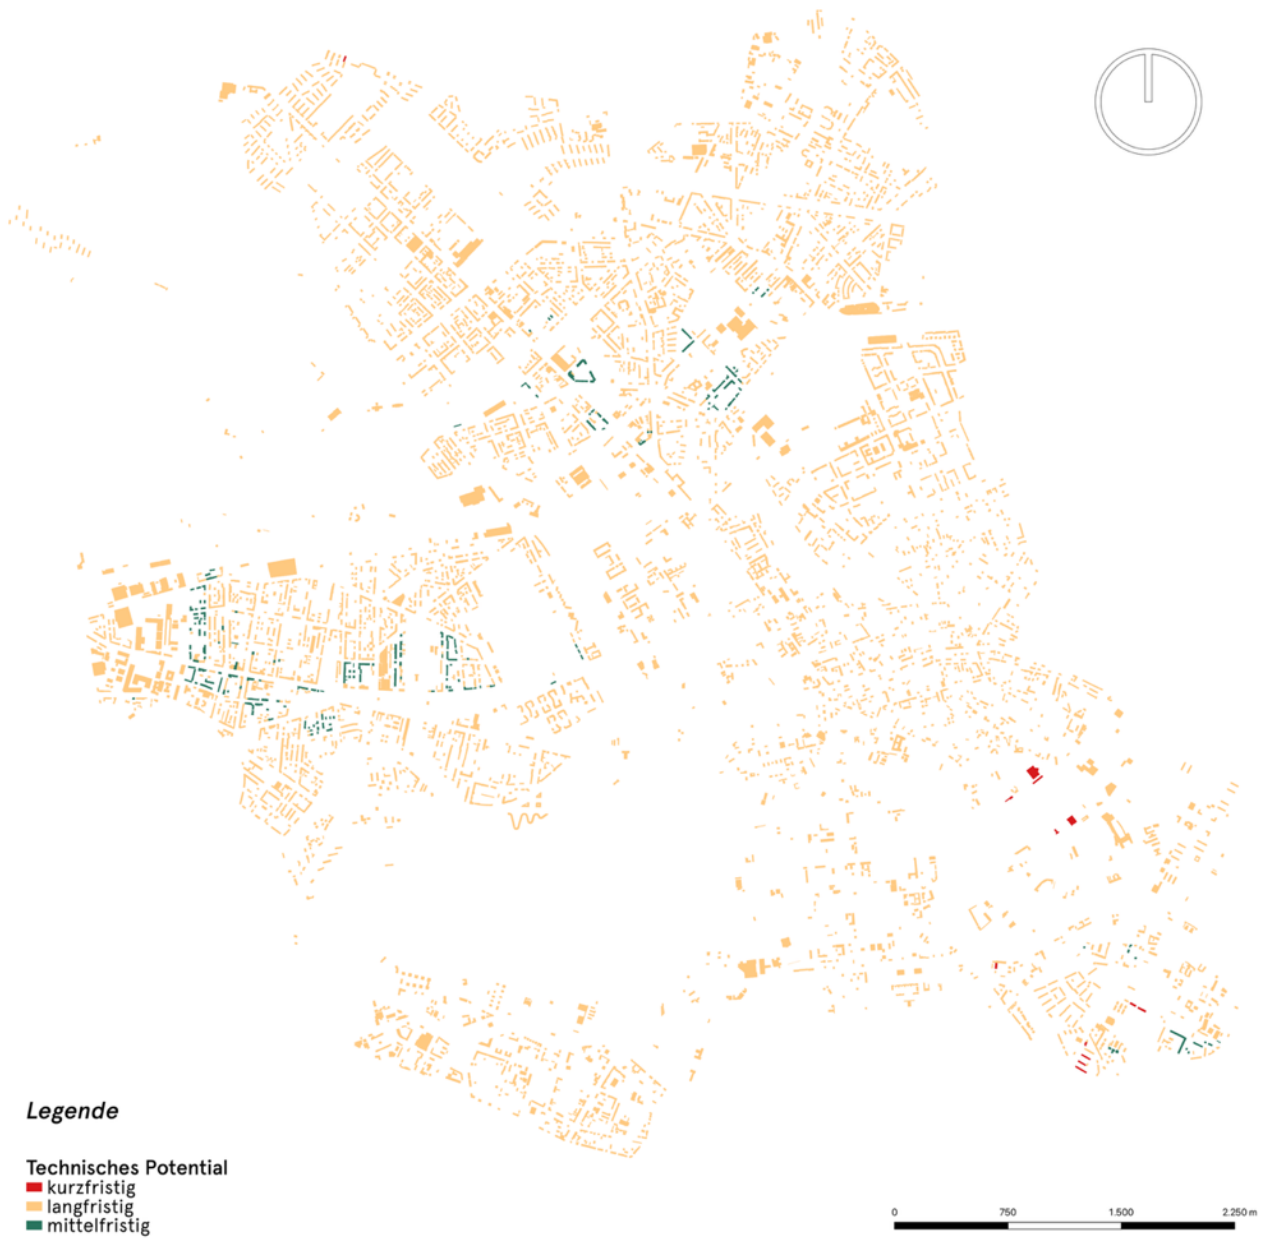 Legende
Technisches Potential
kurzfristig
langfristig
mittelfristig
0 750 1.500 2.250 m